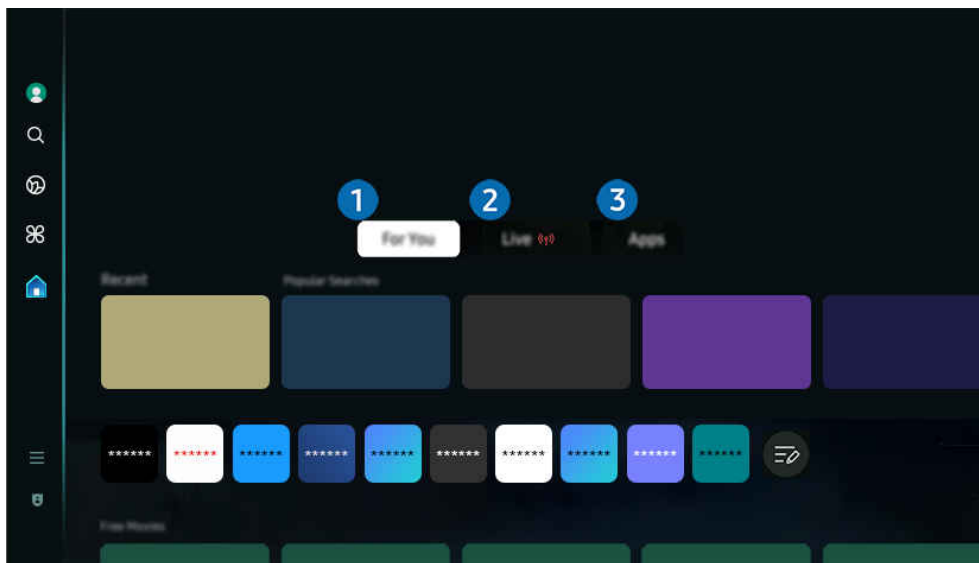 1 2 3
For You Live Apps
Recent Popular Searches
****** ****** ****** ****** ****** ****** ****** ****** ****** ******
Free Movies